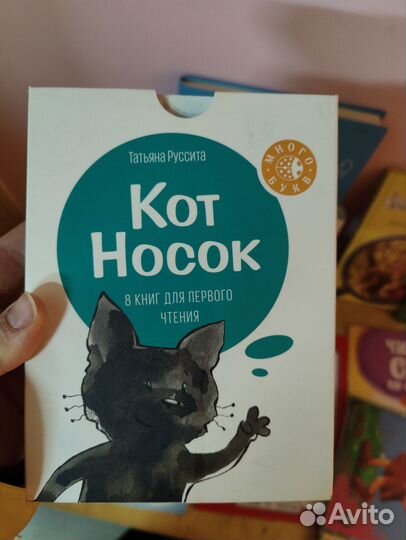 Татьяна Руссита
МНОГО
БУКВ
Кот
Носок
8 КНИГ ДЛЯ ПЕРВОГО
ЧТЕНИЯ
Avito